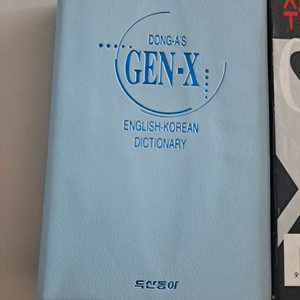 DONG-A'S
GEN-X
ENGLISH-KOREAN
DICTIONARY
두산동아